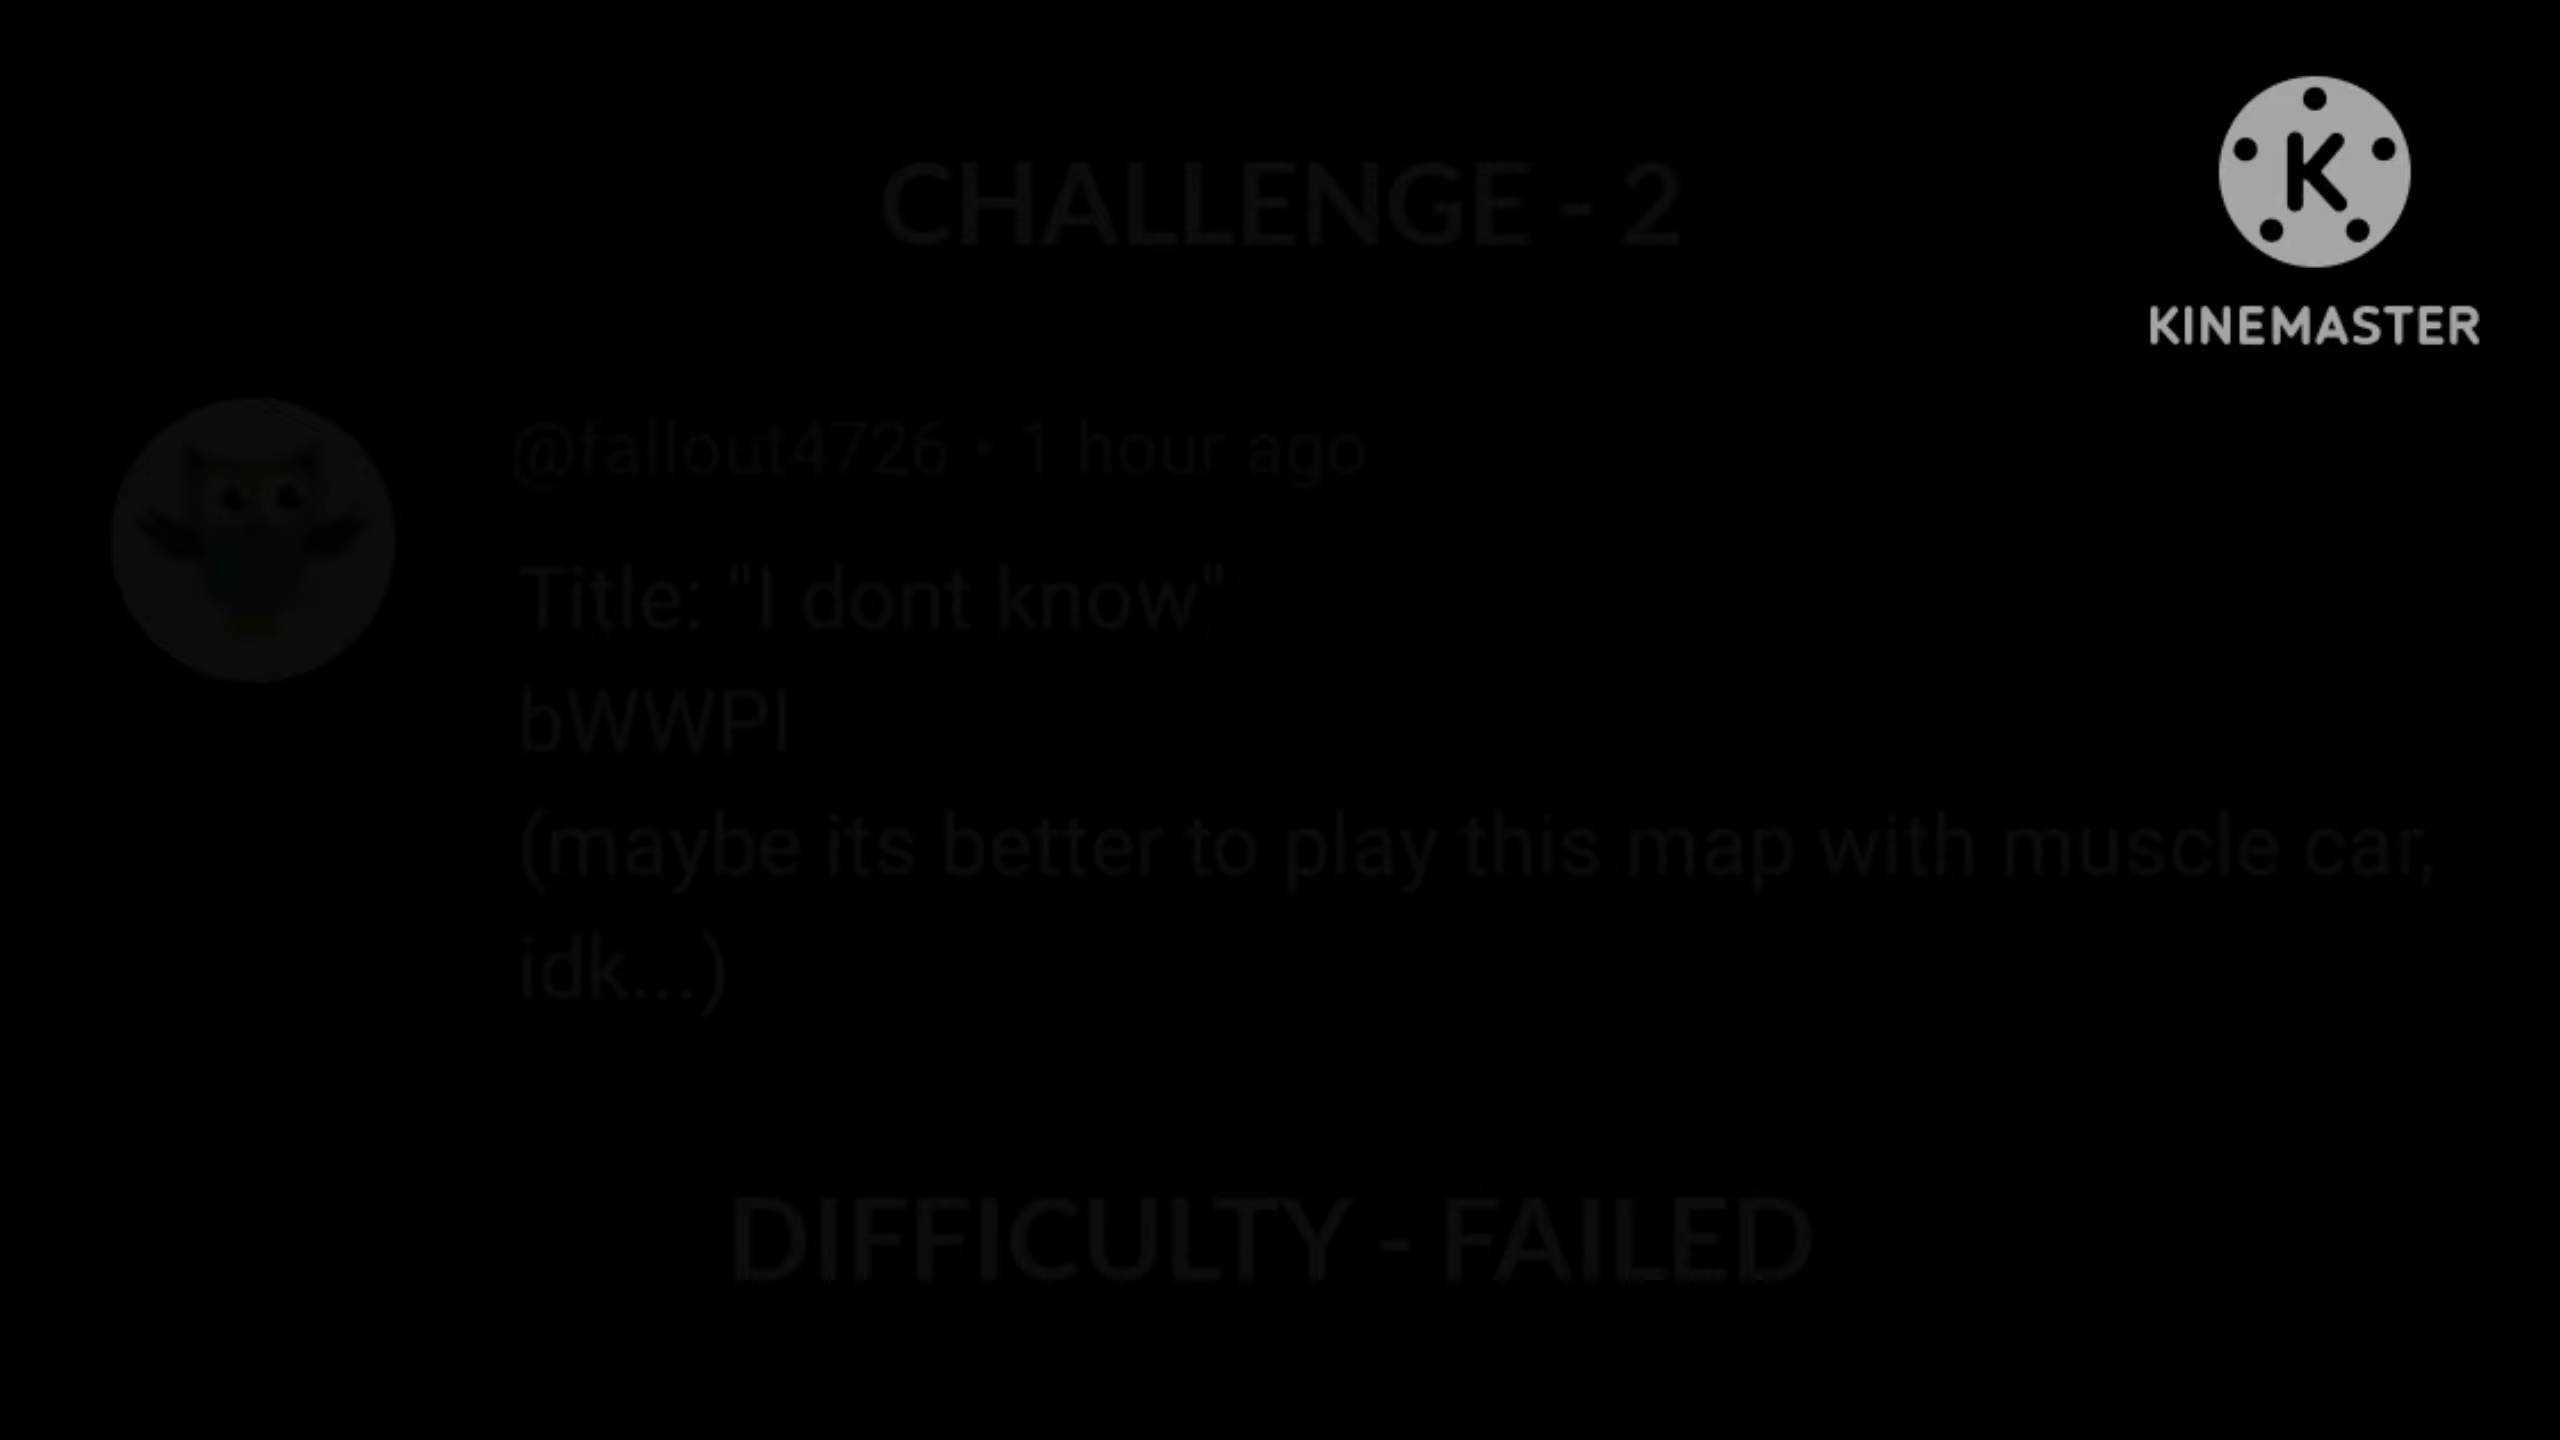 CHALLENGE - 2
K
KINEMASTER
@fallout4726 • 1 hour ago
Title: "I dont know"
bWWPl
(maybe its better to play this map with muscle car,
idk...)
DIFFICULTY - FAILED